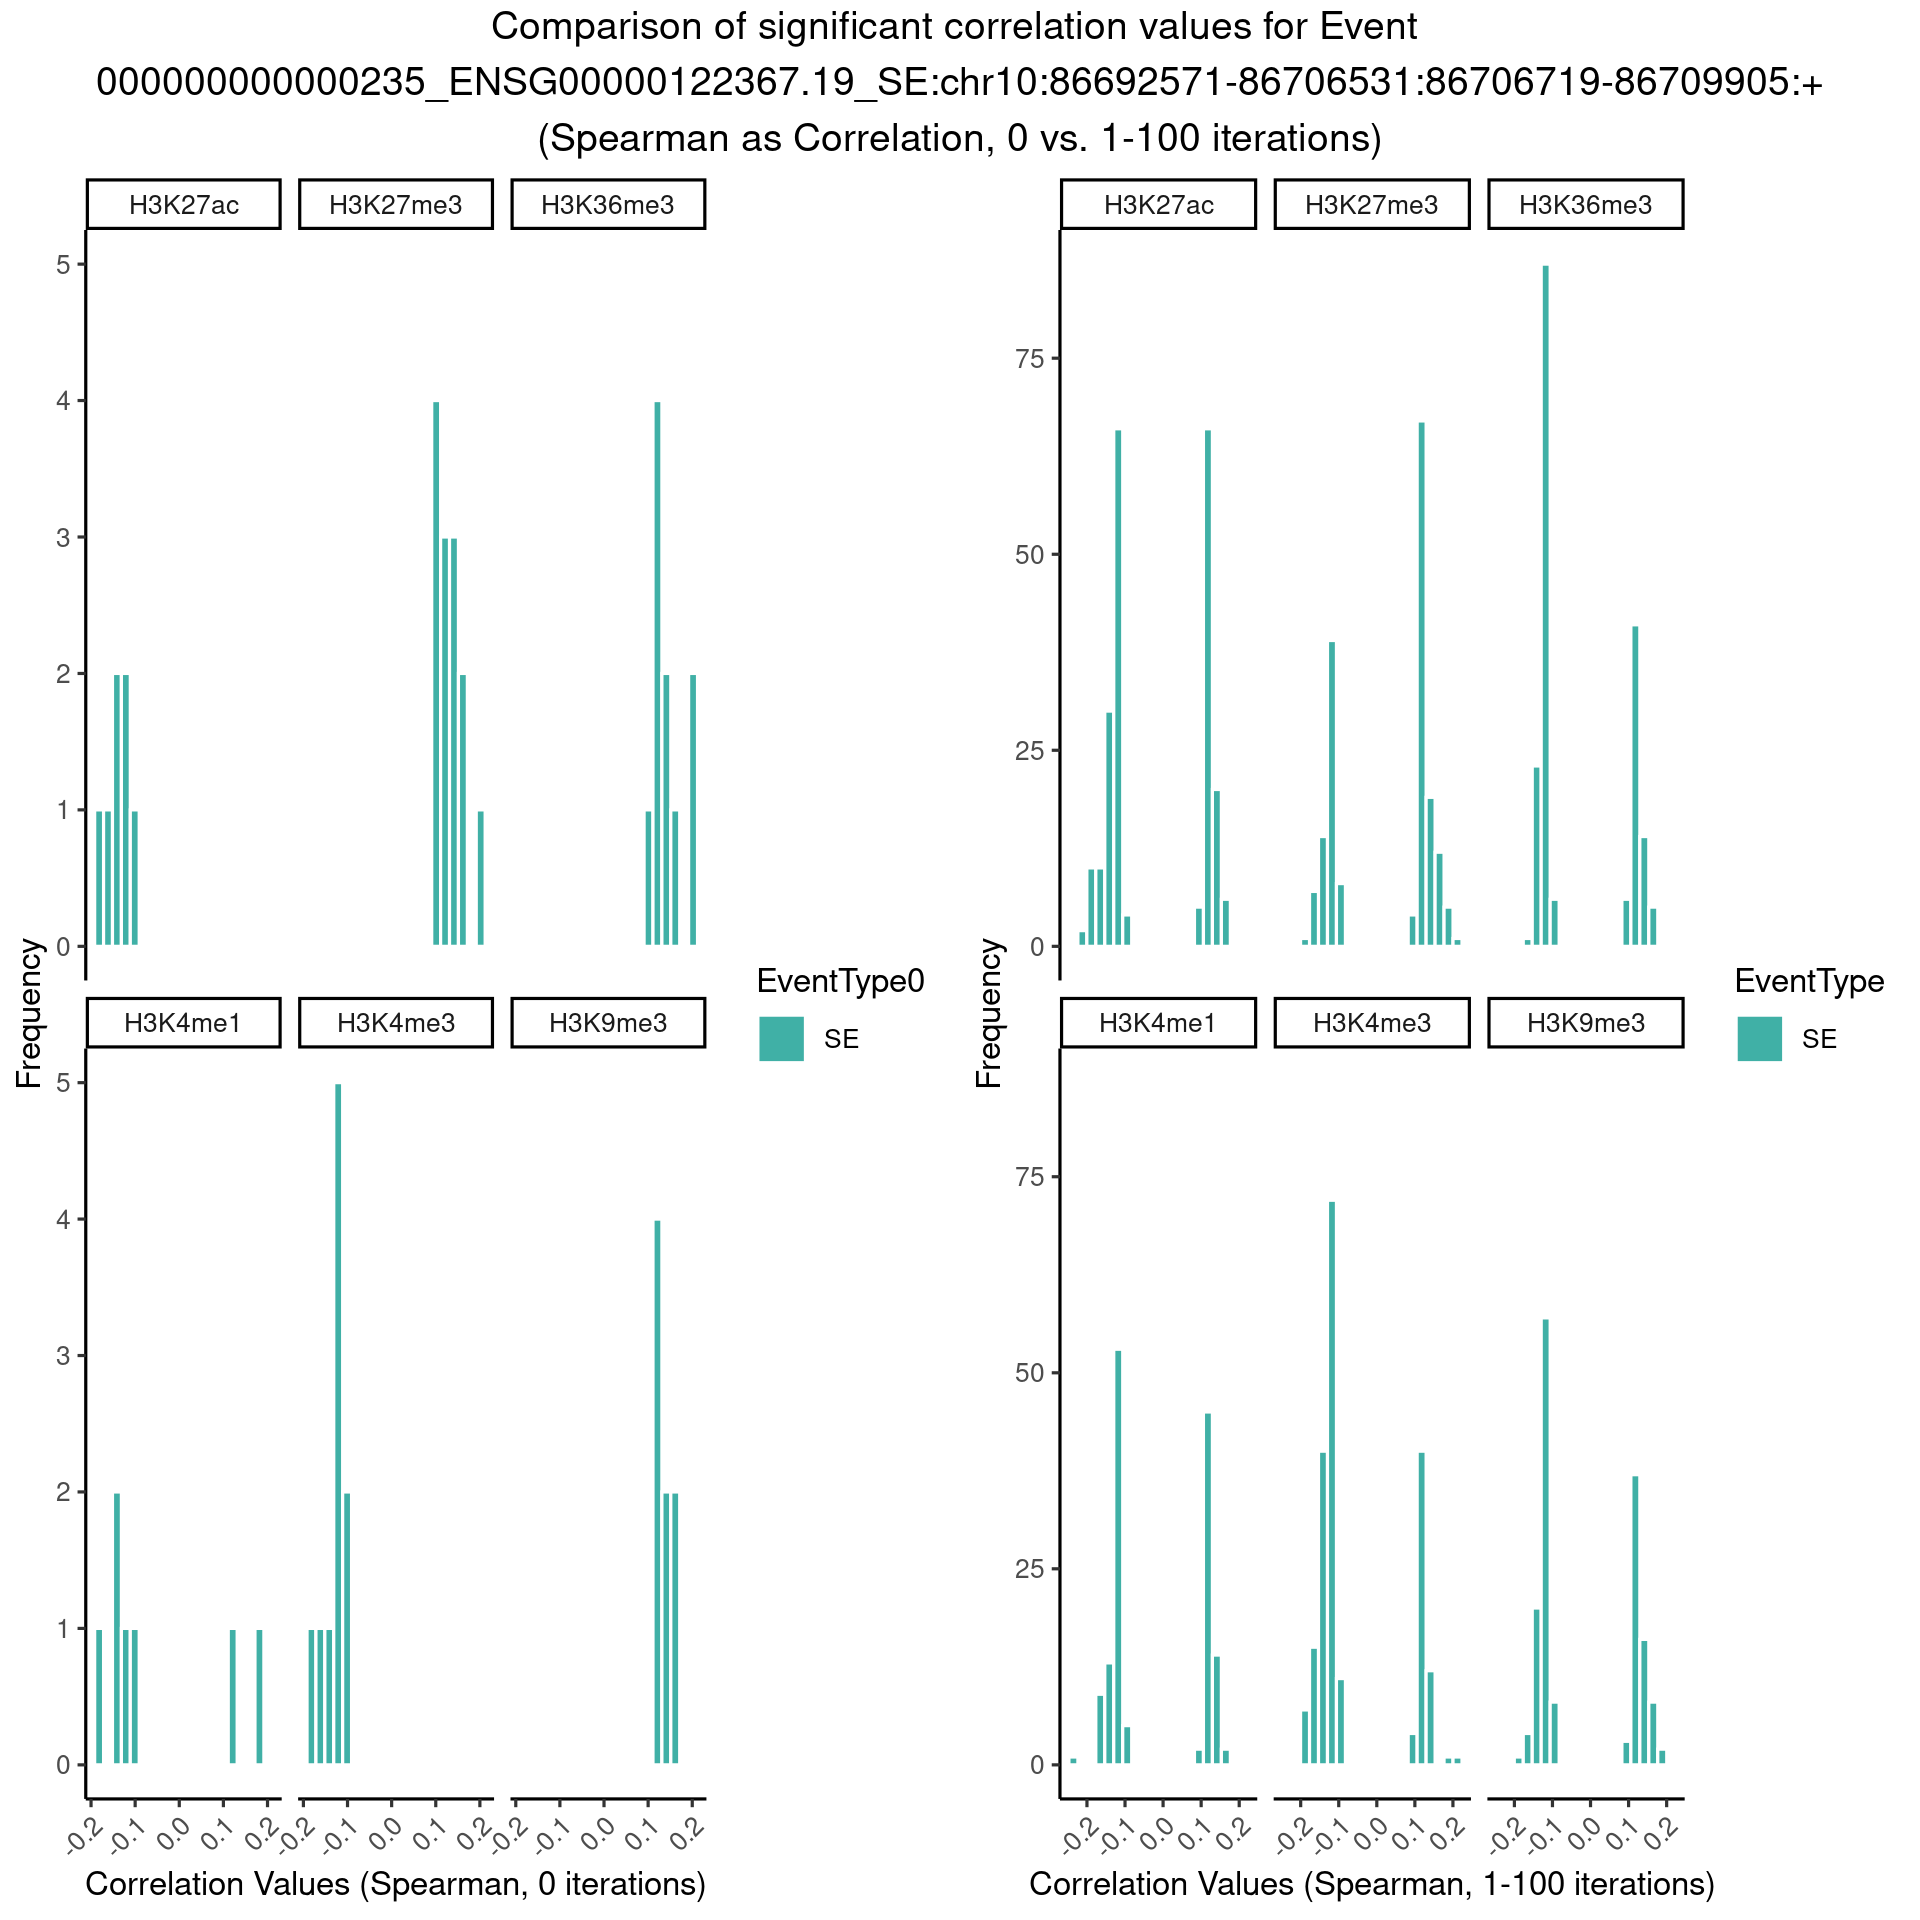 Comparison of significant correlation values for Event
000000000000235_ENSG00000122367.19_SE:chr10:86692571-86706531:86706719-86709905:+
(Spearman as Correlation, 0 vs. 1-100 iterations)
H3K27ac H3K27me3 H3K36me3
5
4
3
2
1
0
H3K4me1 H3K4me3 H3K9me3
5
4
3
2
1
0
-0.2 -0.1 0.0 0.1 0.2 -0.2 -0.1 0.0 0.1 0.2 -0.2 -0.1 0.0 0.1 0.2
Frequency
Correlation Values (Spearman, 0 iterations)
EventType0
SE
H3K27ac H3K27me3 H3K36me3
75
50
25
0
H3K4me1 H3K4me3 H3K9me3
75
50
25
0
-0.2 -0.1 0.0 0.1 0.2 -0.2 -0.1 0.0 0.1 0.2 -0.2 -0.1 0.0 0.1 0.2
Frequency
Correlation Values (Spearman, 1-100 iterations)
EventType
SE